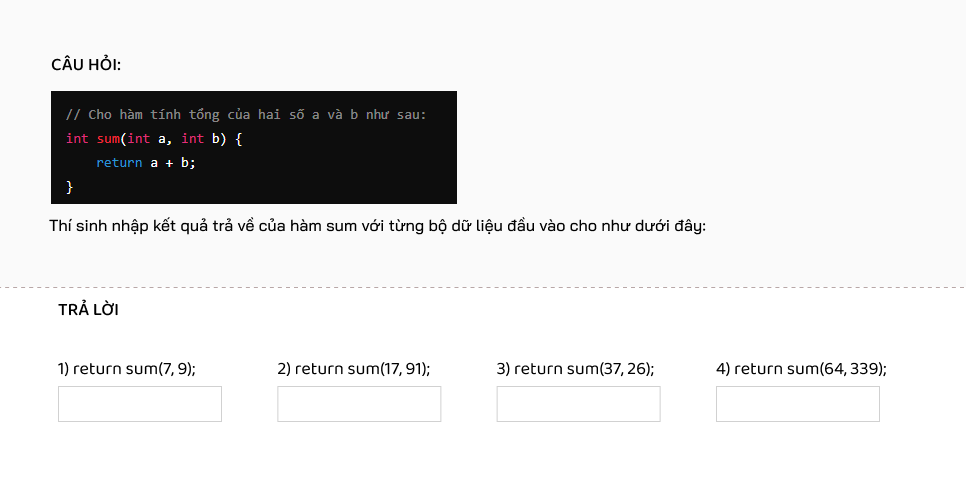 CÂU HỎI:
// Cho hàm tính tổng của hai số a và b như sau:
int sum(int a, int b) {
    return a + b;
}
Thí sinh nhập kết quả trả về của hàm sum với từng bộ dữ liệu đầu vào cho như dưới đây:
TRẢ LỜI
1) return sum(7, 9);
2) return sum(17, 91);
3) return sum(37, 26);
4) return sum(64, 339);